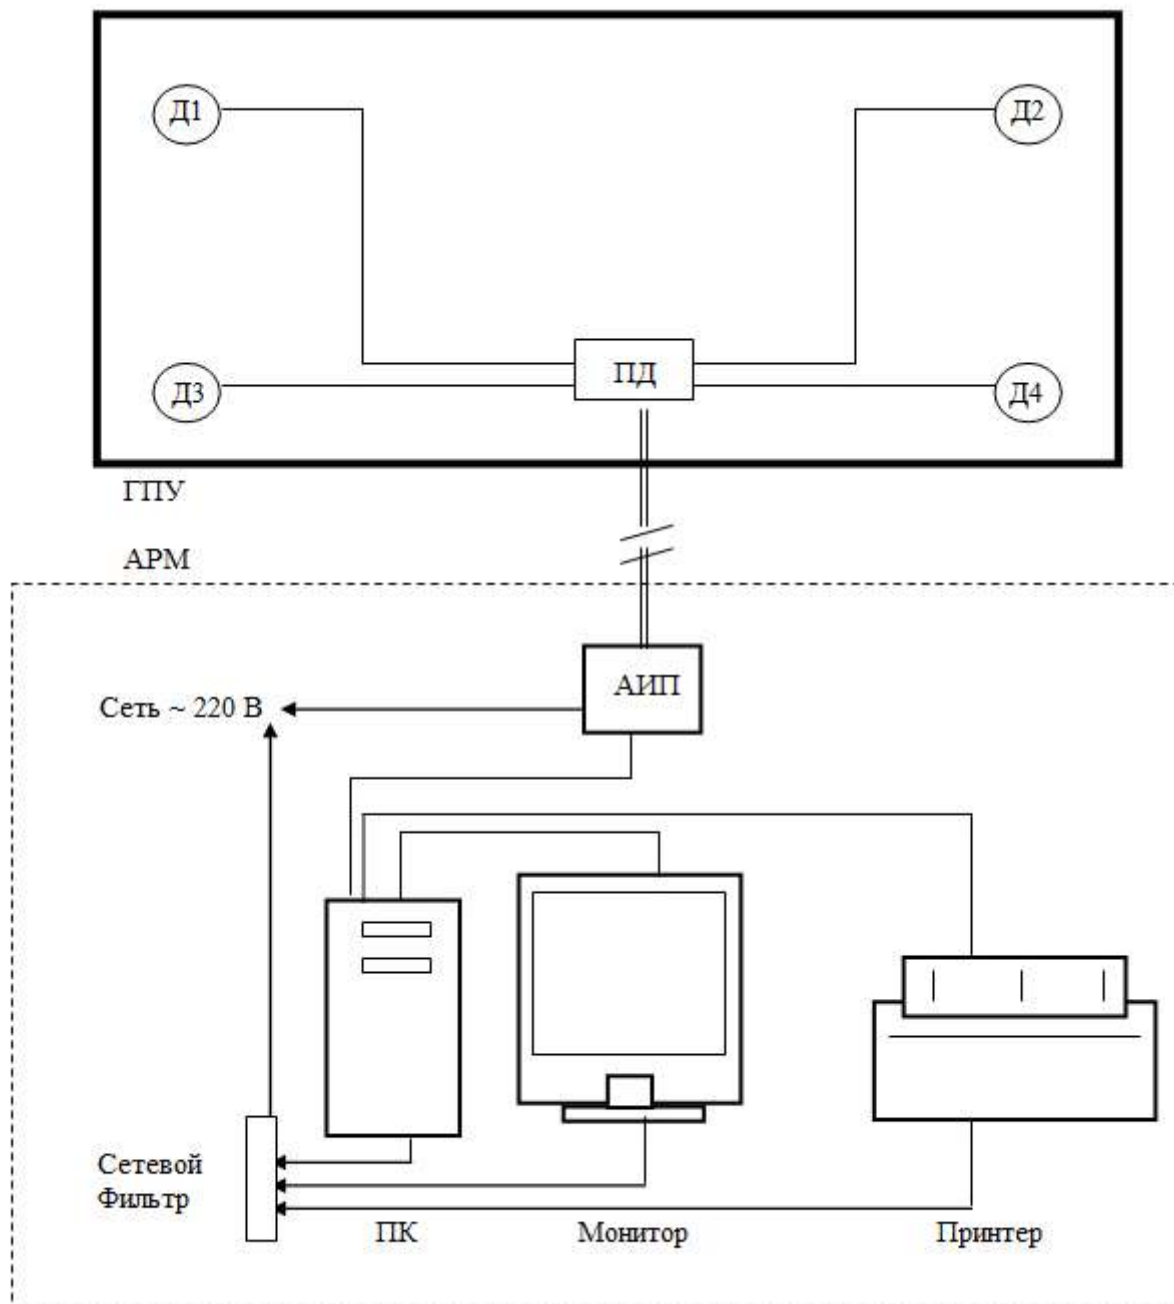 Д1
Д2
ПД
Д3
Д4
ГПУ
АРМ
АИП
Сеть ~ 220 В
Сетевой
Фильтр
ПК
Монитор
Принтер